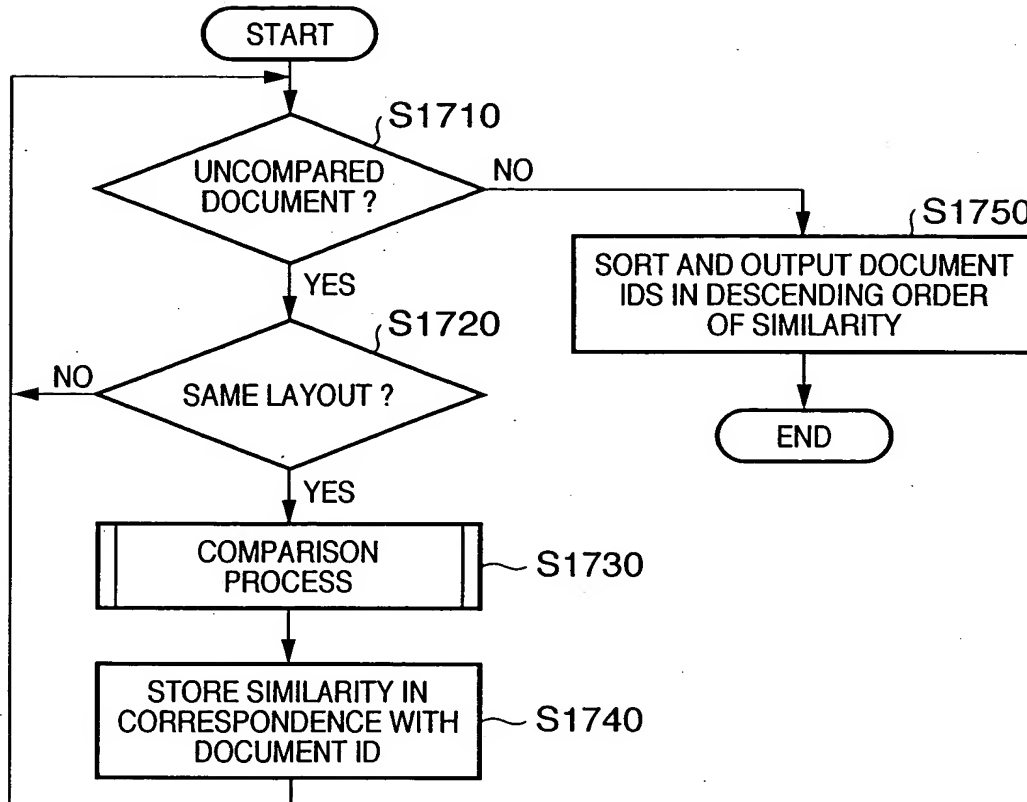 START
S1710
UNCOMPARED
DOCUMENT ?
NO
YES
S1750
SORT AND OUTPUT DOCUMENT
IDS IN DESCENDING ORDER
OF SIMILARITY
END
S1720
NO
SAME LAYOUT ?
YES
COMPARISON
PROCESS
S1730
STORE SIMILARITY IN
CORRESPONDENCE WITH
DOCUMENT ID
S1740